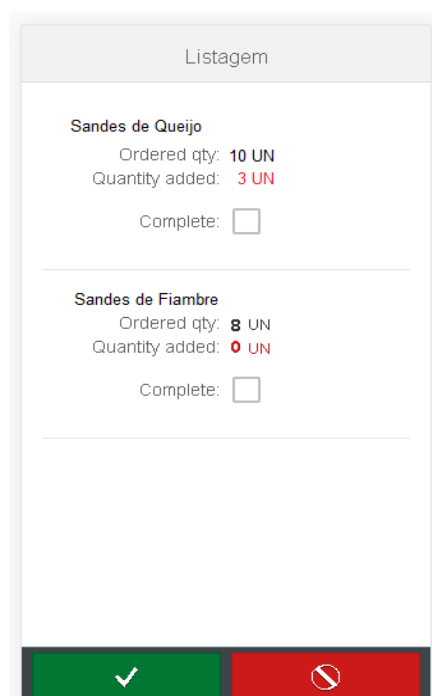 Listagem
Sandes de Queijo
Ordered qty: 10 UN
Quantity added: 3 UN
Complete:
Sandes de Fiambre
Ordered qty: 8 UN
Quantity added: 0 UN
Complete: